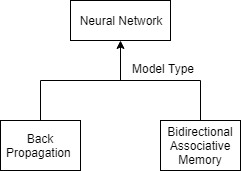 Neural Network
Model Type
Back
Propagation
Bidirectional
Associative
Memory